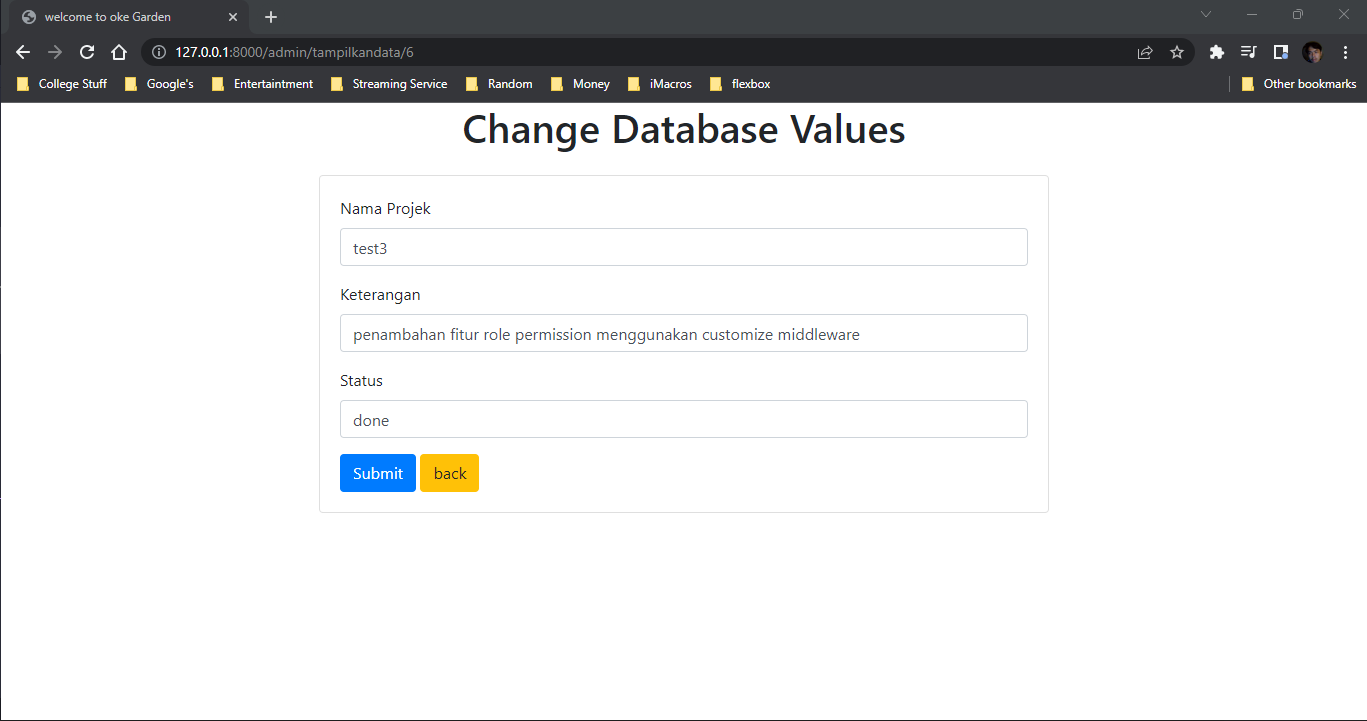 welcome to oke Garden
127.0.0.1:8000/admin/tampilkandata/6
College Stuff Google's Entertaintment Streaming Service Random Money iMacros flexbox Other bookmarks
Change Database Values
Nama Projek
test3
Keterangan
penambahan fitur role permission menggunakan customize middleware
Status
done
Submit back